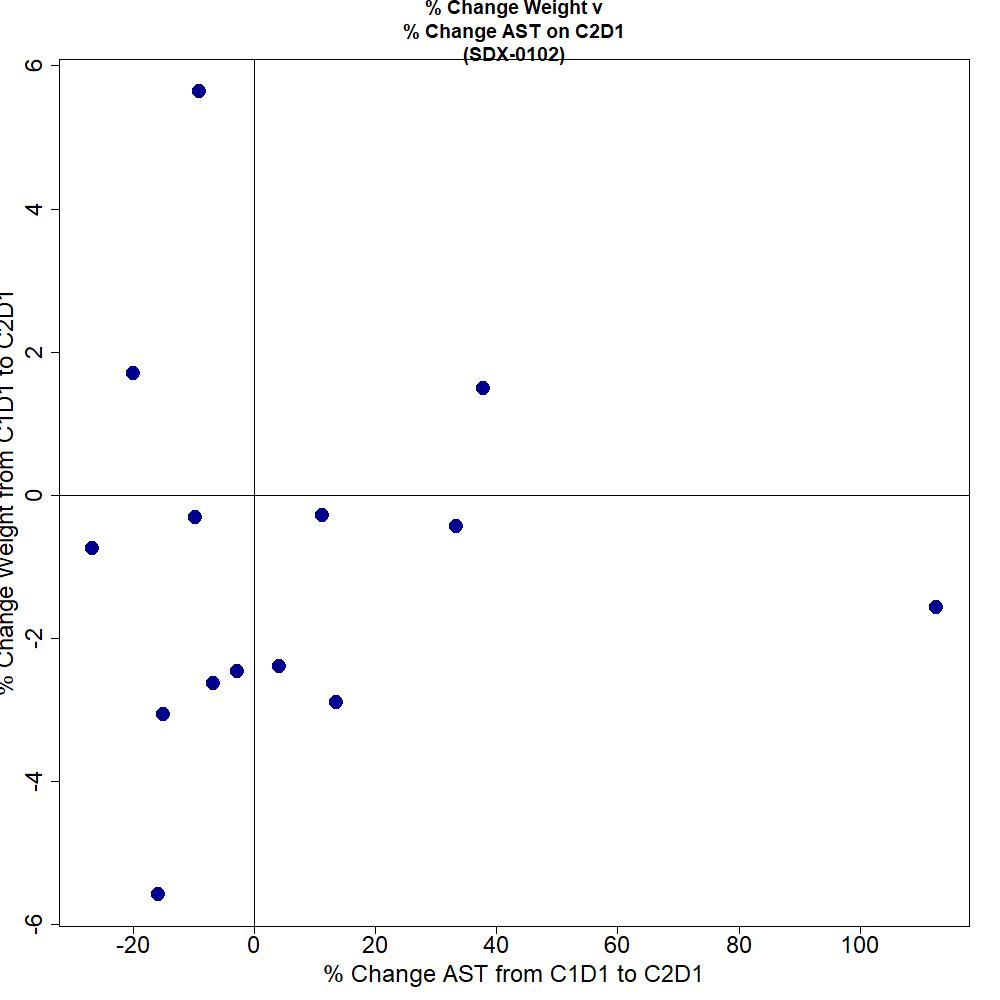 % Change Weight v
% Change AST on C2D1
(SDX-0102)
% Change Weight from C1D1 to C2D1
6
4
2
0
-2
-4
-6
-20 0 20 40 60 80 100
% Change AST from C1D1 to C2D1